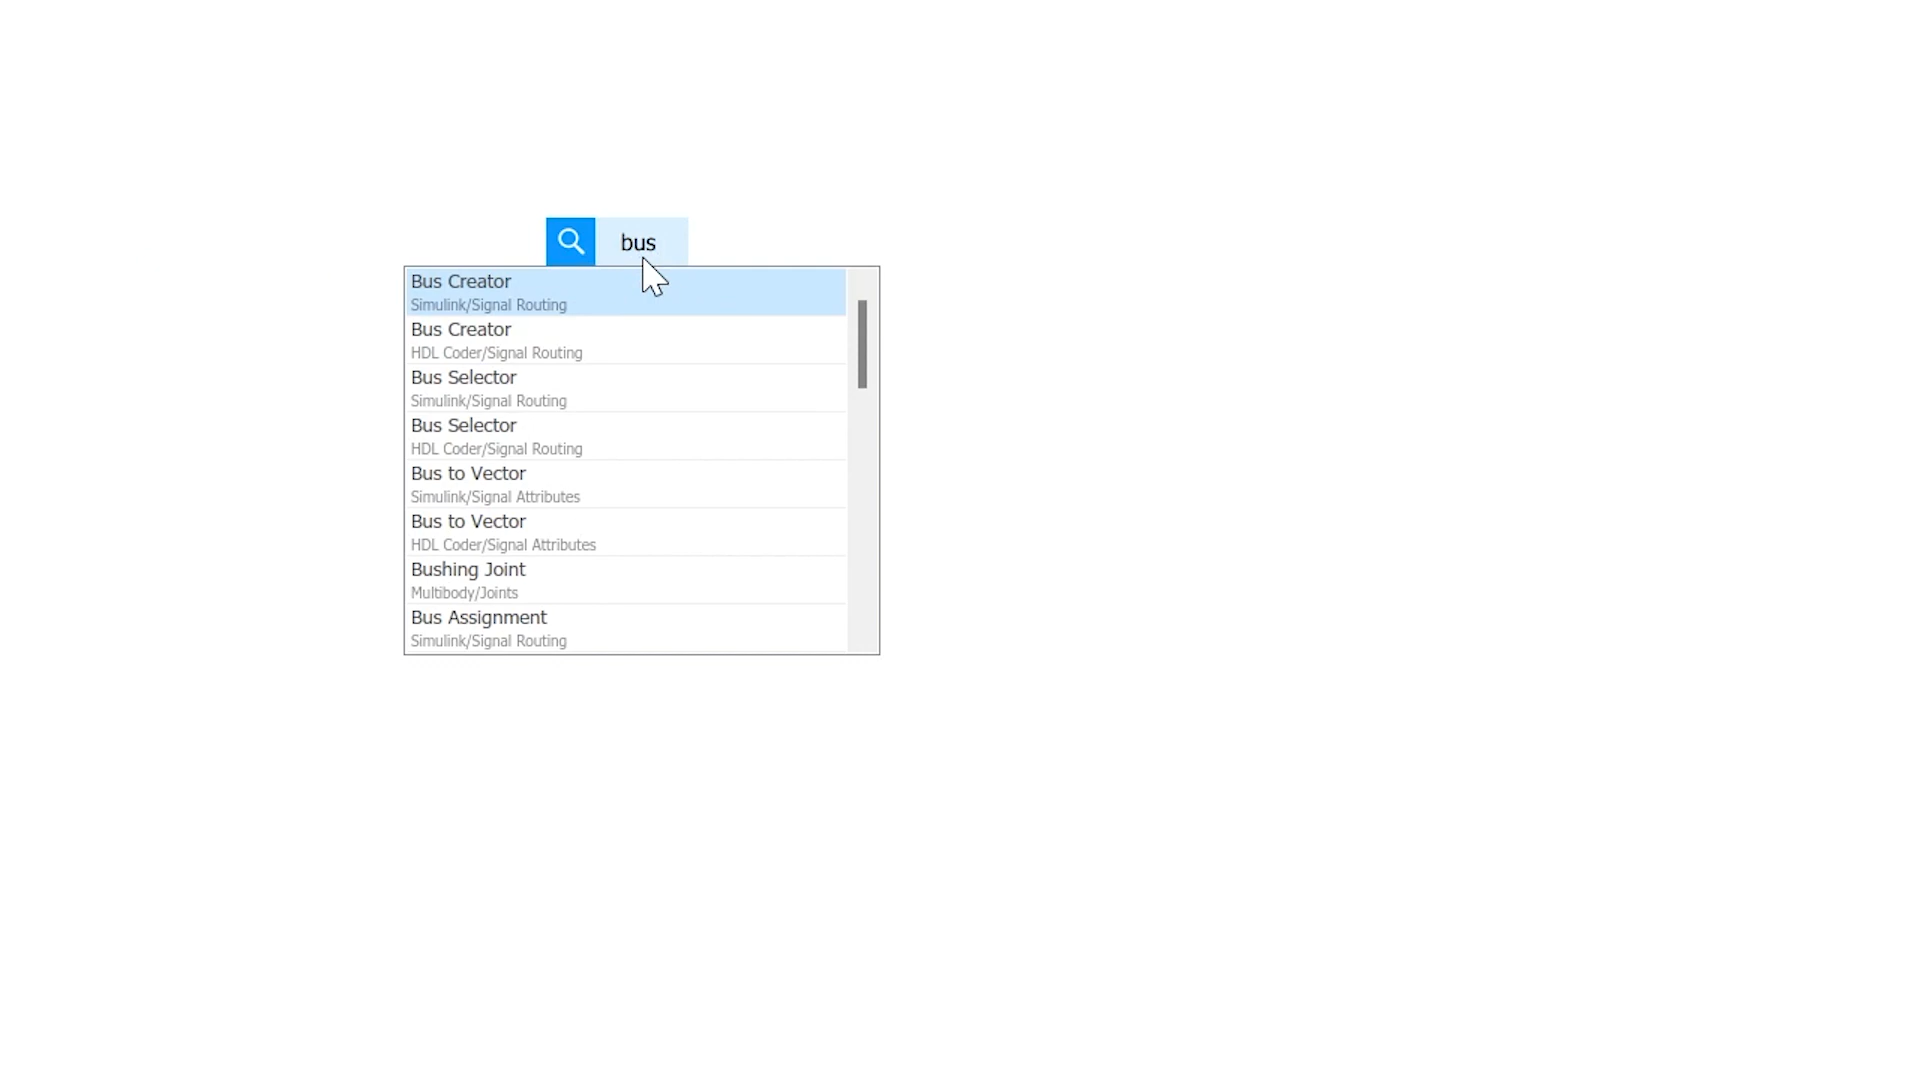 bus
Bus Creator
Simulink/Signal Routing
Bus Creator
HDL Coder/Signal Routing
Bus Selector
Simulink/Signal Routing
Bus Selector
HDL Coder/Signal Routing
Bus to Vector
Simulink/Signal Attributes
Bus to Vector
HDL Coder/Signal Attributes
Bushing Joint
Multibody/Joints
Bus Assignment
Simulink/Signal Routing